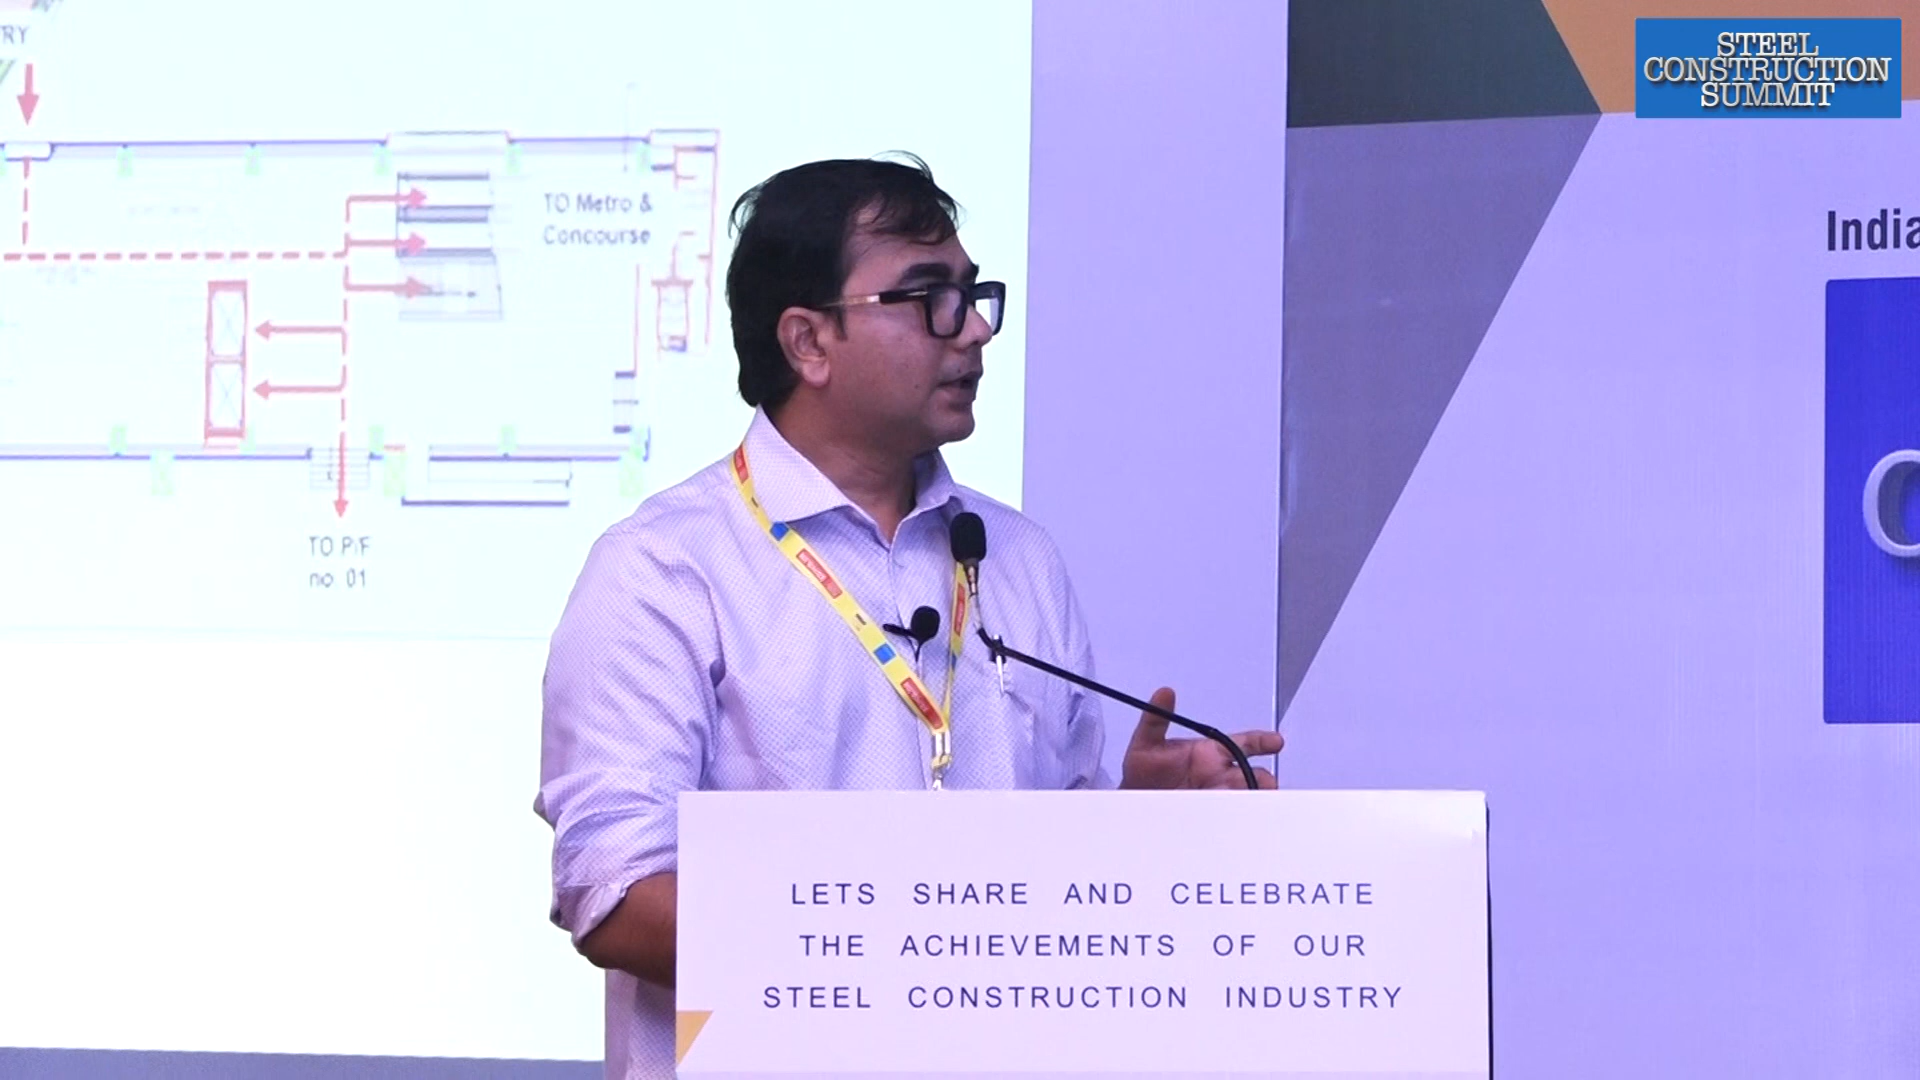 RY
STEEL
CONSTRUCTION
SUMMIT
TO Metro &
Concourse
India
TO P/F
no. 01
LETS SHARE AND CELEBRATE
THE ACHIEVEMENTS OF OUR
STEEL CONSTRUCTION INDUSTRY